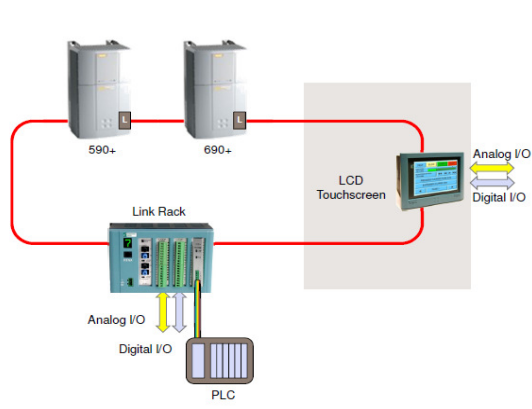 L
L
590+
690+
LCD
Touchscreen
Analog I/O
Digital I/O
Link Rack
Analog I/O
Digital I/O
PLC